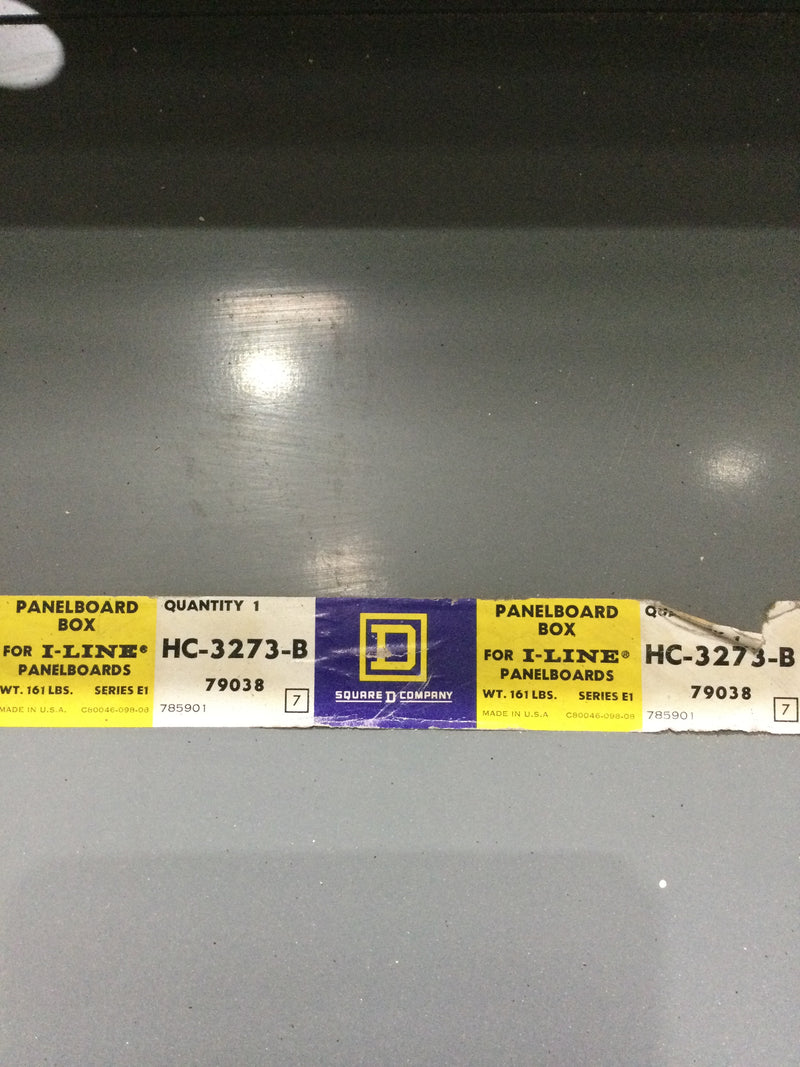 PANELBOARD
BOX
FOR I-LINE®
PANELBOARDS
WT. 161 LBS. SERIES E1
MADE IN U.S.A. C80046-098-08
QUANTITY 1
HC-3273-B
79038
785901
7
D
SQUARE D COMPANY
PANELBOARD
BOX
FOR I-LINE®
PANELBOARDS
WT. 161 LBS. SERIES E1
MADE IN U.S.A C80046-098-08
HC-3273-B
79038
785901
7